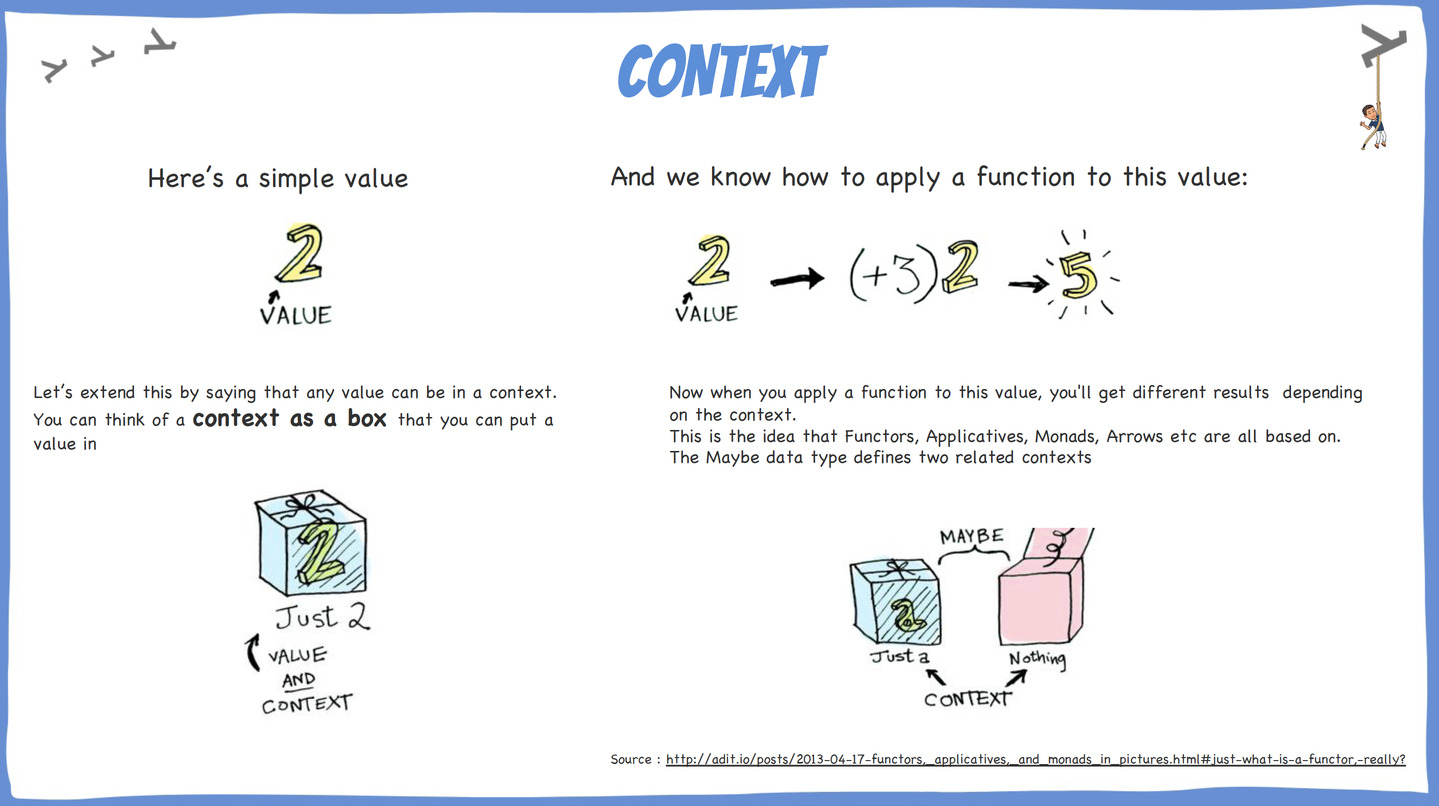 CONTEXT
Here's a simple value
2
VALUE
And we know how to apply a function to this value:
2
VALUE
(+3) 2
5
Let's extend this by saying that any value can be in a context.
You can think of a context as a box that you can put a
value in
2
Just 2
VALUE
AND
CONTEXT
Now when you apply a function to this value, you'll get different results  depending
on the context.
This is the idea that Functors, Applicatives, Monads, Arrows etc are all based on.
The Maybe data type defines two related contexts
MAYBE
a
Just a
Nothing
CONTEXT
Source : http://adit.io/posts/2013-04-17-functors,_applicatives,_and_monads_in_pictures.html#just-what-is-a-functor,-really?